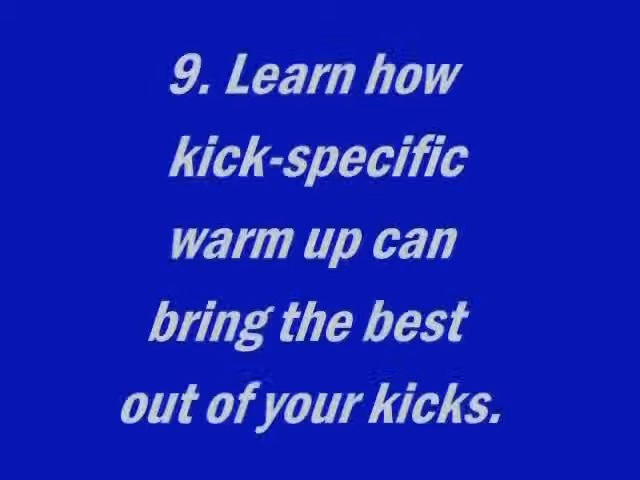 9. Learn how
kick-specific
warm up can
bring the best
out of your kicks.